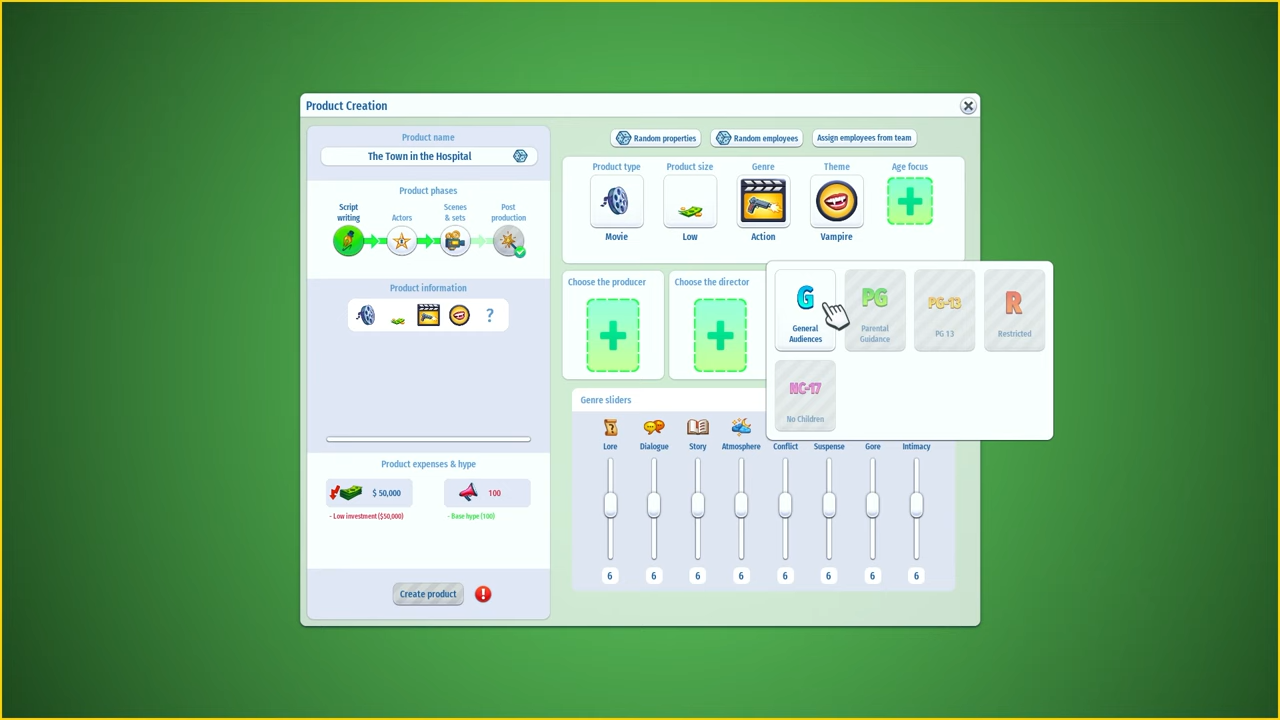 Product Creation
Product name
The Town in the Hospital
Product phases
Script
writing
Actors
Scenes
& sets
Post
production
Product information
?
Product expenses & hype
$ 50,000
100
- Low investment ($50,000)
- Base hype (100)
Create product
!
Random properties
Random employees
Assign employees from team
Product type
Product size
Genre
Theme
Age focus
Movie
Low
Action
Vampire
Choose the producer
Choose the director
G
General
Audiences
PG
Parental
Guidance
PG-13
PG 13
R
Restricted
NC-17
No Children
Genre sliders
Lore
Dialogue
Story
Atmosphere
Conflict
Suspense
Gore
Intimacy
6
6
6
6
6
6
6
6